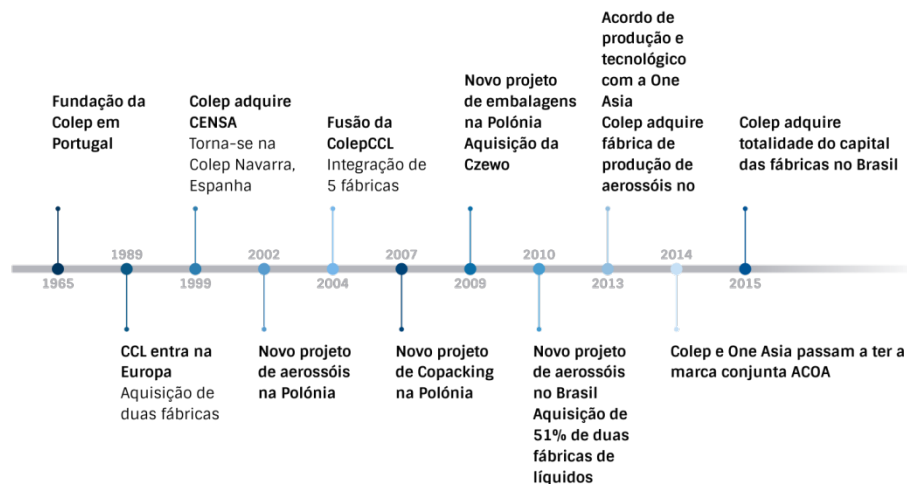 Fundação da
Colep em
Portugal
Colep adquire
CENSA
Torna-se na
Colep Navarra,
Espanha
Fusão da
ColepCCL
Integração de
5 fábricas
Novo projeto
de embalagens
na Polónia
Aquisição da
Czewo
Acordo de
produção e
tecnológico
com a One
Asia
Colep adquire
fábrica de
produção de
aerossóis no
Colep adquire
totalidade do capital
das fábricas no Brasil
1965
1989
1999
2002
2004
2007
2009
2010
2013
2014
2015
CCL entra na
Europa
Aquisição de
duas fábricas
Novo projeto
de aerossóis
na Polónia
Novo projeto
de Copacking
na Polónia
Novo projeto
de aerossóis
no Brasil
Aquisição de
51% de duas
fábricas de
líquidos
Colep e One Asia passam a ter a
marca conjunta ACOA